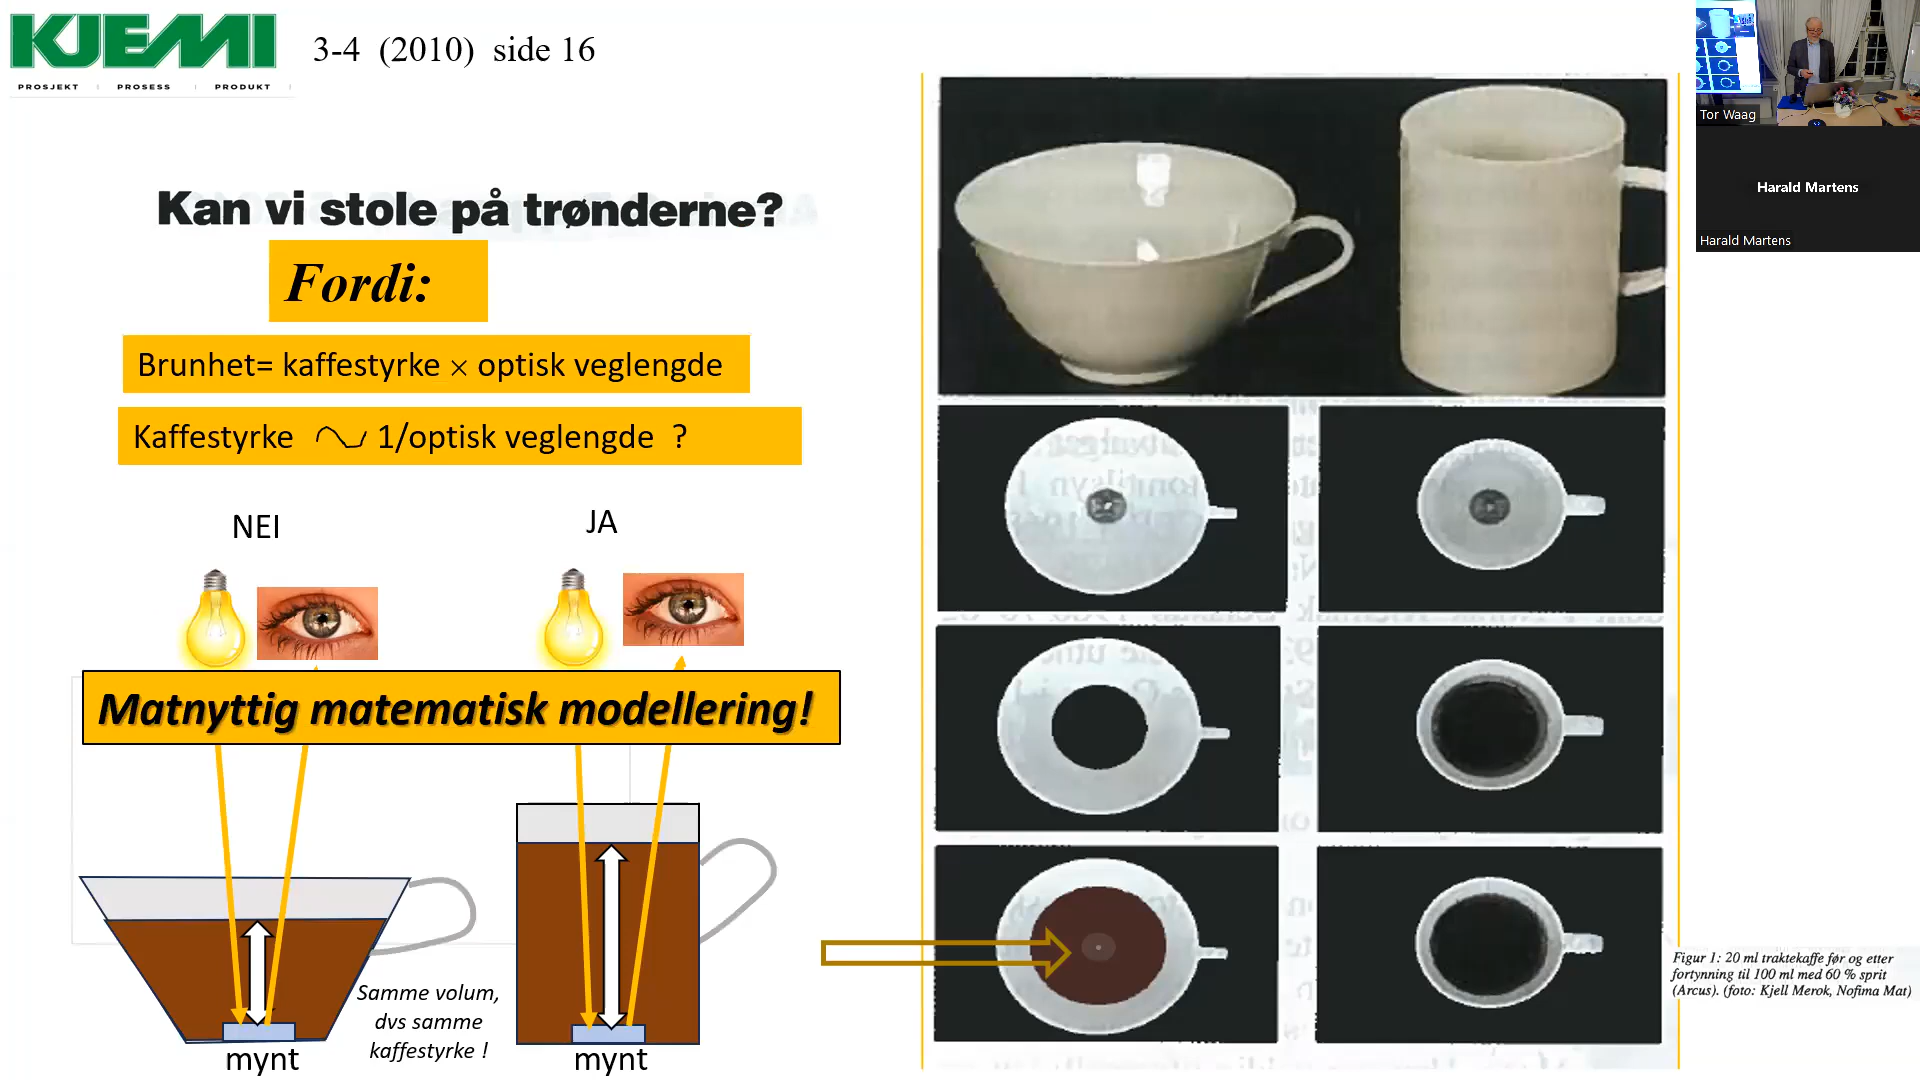 KJEMI
PROSJEKT | PROSESS | PRODUKT |
3-4 (2010) side 16
Kan vi stole på trønderne?
Fordi:
Brunhet= kaffestyrke × optisk veglengde
Kaffestyrke 1/optisk veglengde ?
NEI
JA
Matnyttig matematisk modellering!
Samme volum,
dvs samme
kaffestyrke !
mynt
mynt
Figur 1: 20 ml traktekaffe før og etter
fortynning til 100 ml med 60 % sprit
(Arcus). (foto: Kjell Merok, Nofima Mat)
Tor Waag
Harald Martens
Harald Martens